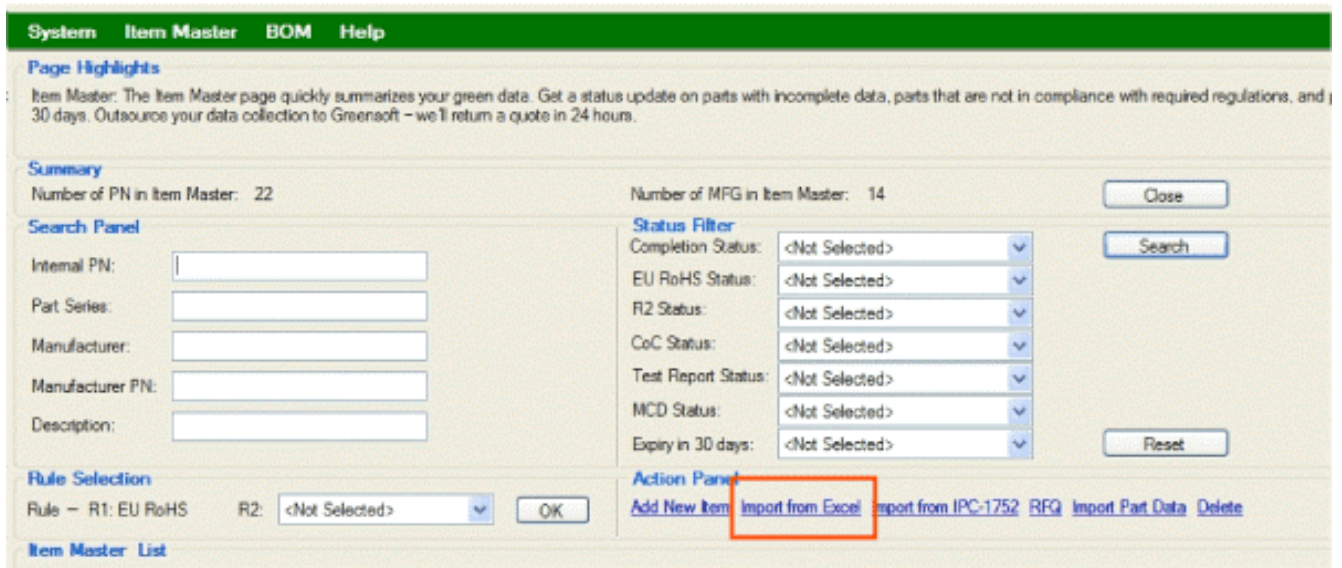 System Item Master BOM Help
Page Highlights
Item Master: The Item Master page quickly summarizes your green data. Get a status update on parts with incomplete data, parts that are not in compliance with required regulations, and
30 days. Outsource your data collection to Greensoft – we'll return a quote in 24 hours.
Summary
Number of PN in Item Master: 22 Number of MFG in Item Master: 14 Close
Search Panel
Internal PN:
Part Series:
Manufacturer:
Manufacturer PN:
Description:
Status Filter
Completion Status: <Not Selected> Search
EU RoHS Status: <Not Selected>
R2 Status: <Not Selected>
CoC Status: <Not Selected>
Test Report Status: <Not Selected>
MCD Status: <Not Selected>
Expiry in 30 days: <Not Selected> Reset
Rule Selection
Rule – R1: EU RoHS R2: <Not Selected> OK
Action Panel
Add New Item Import from Excel Import from IPC-1752 RFQ Import Part Data Delete
Item Master List